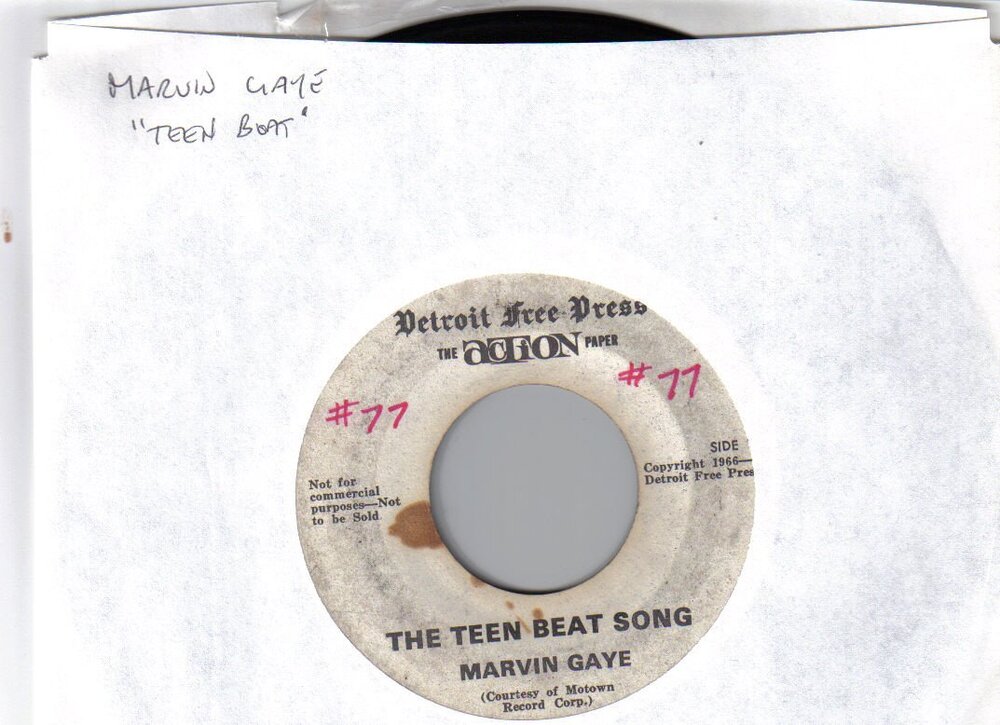 MARVIN GAYE
"TEEN BEAT"
Detroit Free Press
THE action PAPER
#77
#77
SIDE
Copyright 1966—
Detroit Free Pres
Not for
commercial
purposes—Not
to be Sold
THE TEEN BEAT SONG
MARVIN GAYE
(Courtesy of Motown
Record Corp.)